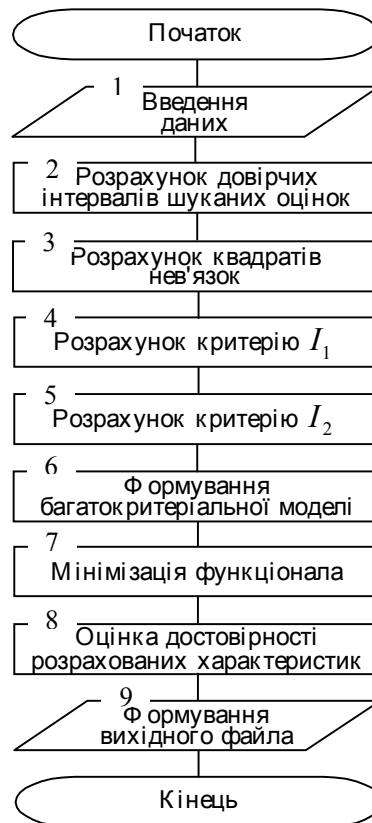 Початок
1
Введення
даних
2
Розрахунок довірчих
інтервалів шуканих оцінок
3
Розрахунок квадратів
нев'язок
4
Розрахунок критерію I₁
5
Розрахунок критерію I₂
6
Формування
багатокритеріальної моделі
7
Мінімізація функціонала
8
Оцінка достовірності
розрахованих характеристик
9
Формування
вихідного файла
Кінець